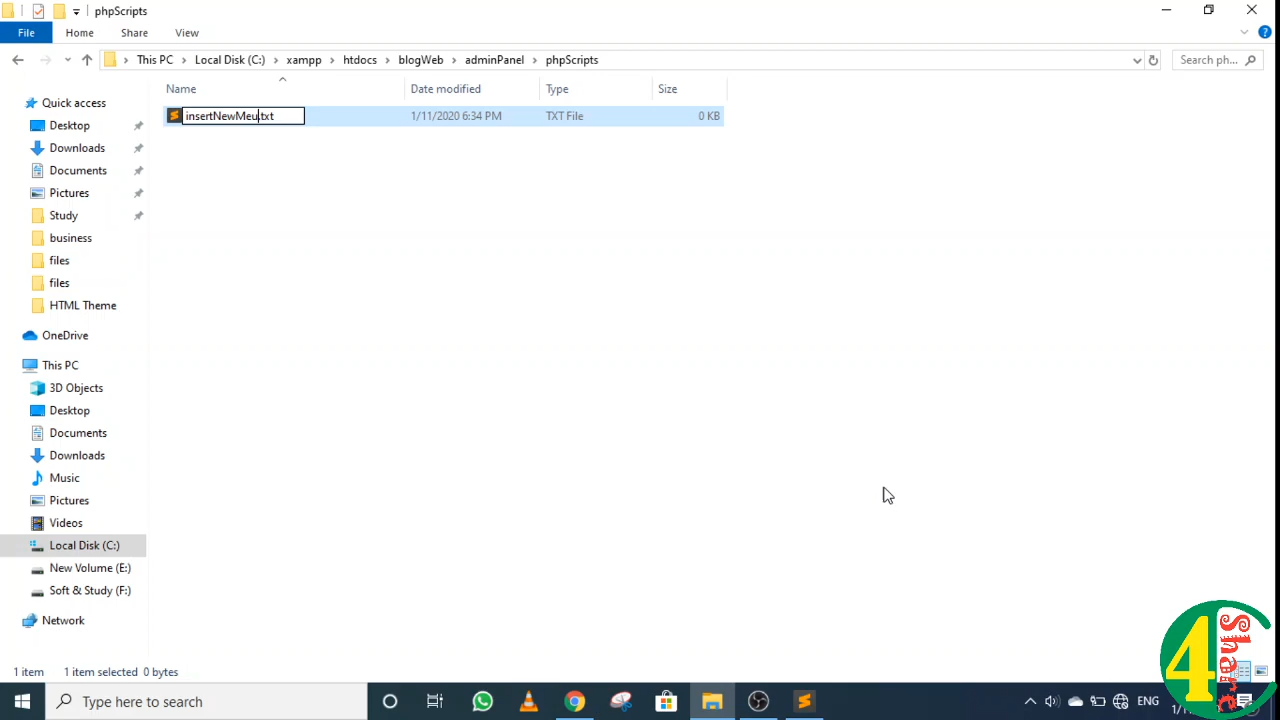 phpScripts
File Home Share View
This PC Local Disk (C:) xampp htdocs blogWeb adminPanel phpScripts Search ph...
Name Date modified Type Size
insertNewMeu.txt 1/11/2020 6:34 PM TXT File 0 KB
Quick access
Desktop
Downloads
Documents
Pictures
Study
business
files
files
HTML Theme
OneDrive
This PC
3D Objects
Desktop
Documents
Downloads
Music
Pictures
Videos
Local Disk (C:)
New Volume (E:)
Soft & Study (F:)
Network
1 item 1 item selected 0 bytes
4 Share
Type here to search
ENG